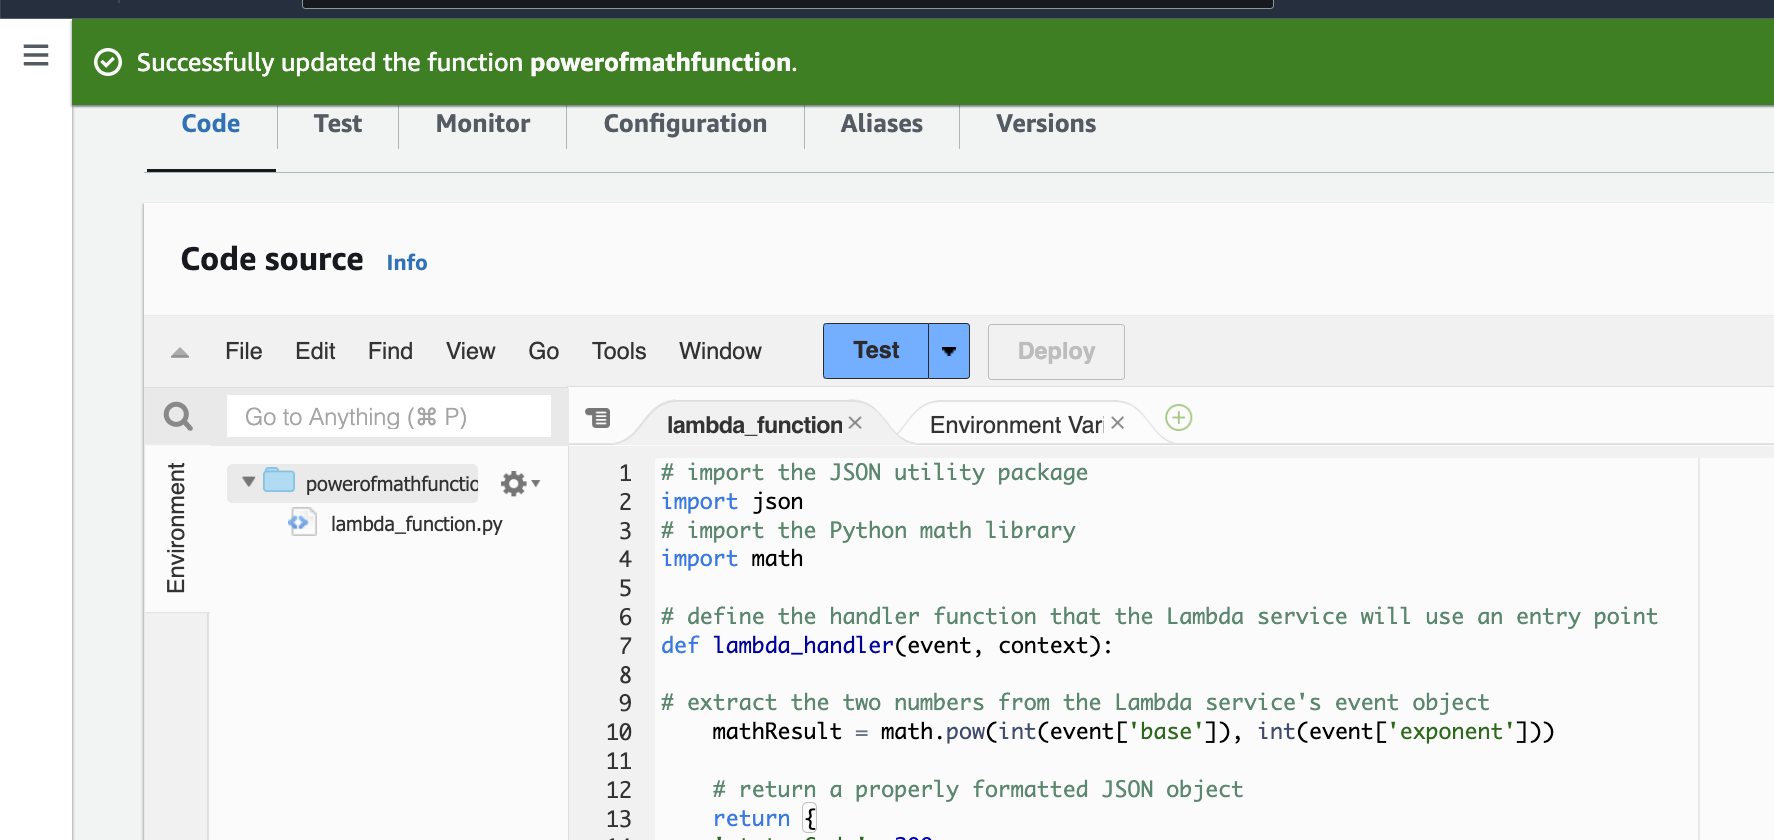 Successfully updated the function powerofmathfunction.
Code Test Monitor Configuration Aliases Versions
Code source Info
File Edit Find View Go Tools Window Test Deploy
Go to Anything (⌘ P)
lambda_function × Environment Vari ×
Environment
powerofmathfunctio
lambda_function.py
1 # import the JSON utility package
2 import json
3 # import the Python math library
4 import math
5
6 # define the handler function that the Lambda service will use an entry point
7 def lambda_handler(event, context):
8
9 # extract the two numbers from the Lambda service's event object
10 mathResult = math.pow(int(event['base']), int(event['exponent']))
11
12 # return a properly formatted JSON object
13 return {